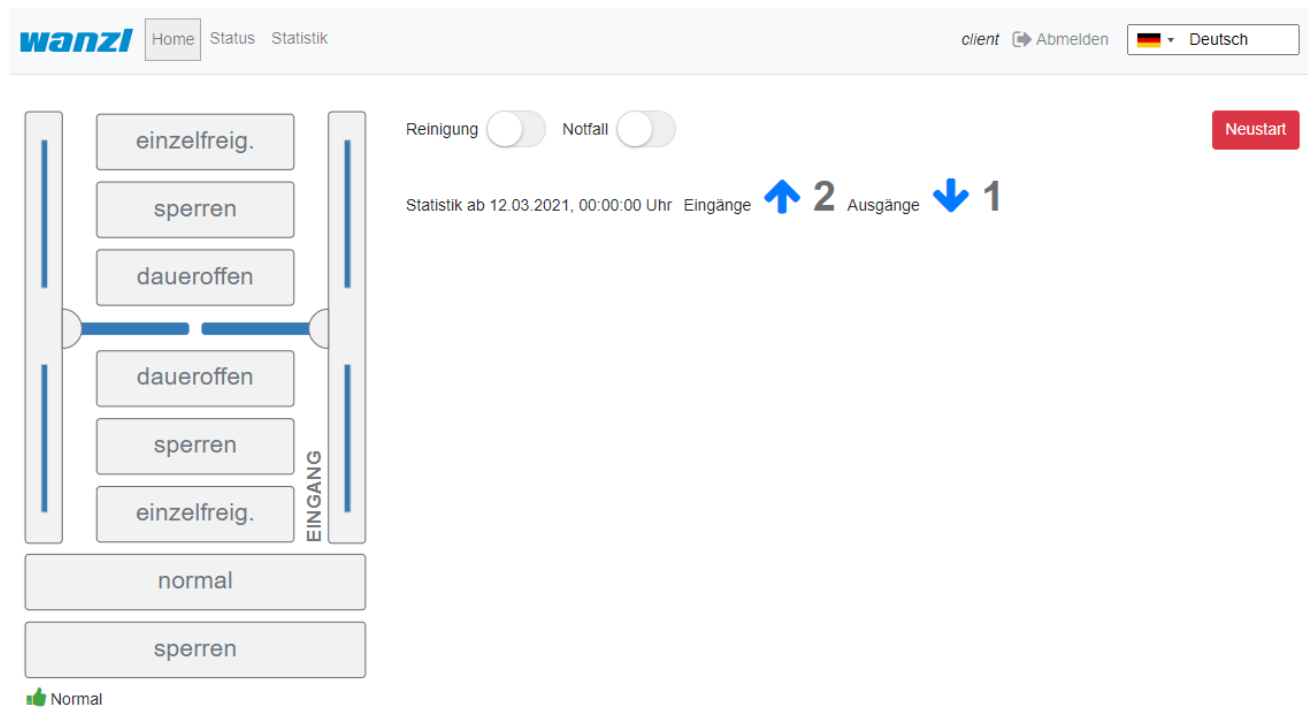 wanzl Home Status Statistik client Abmelden Deutsch
einzelfreig.
sperren
daueroffen
daueroffen
sperren
einzelfreig.
EINGANG
normal
sperren
Normal
Reinigung Notfall Neustart
Statistik ab 12.03.2021, 00:00:00 Uhr Eingänge 2 Ausgänge 1